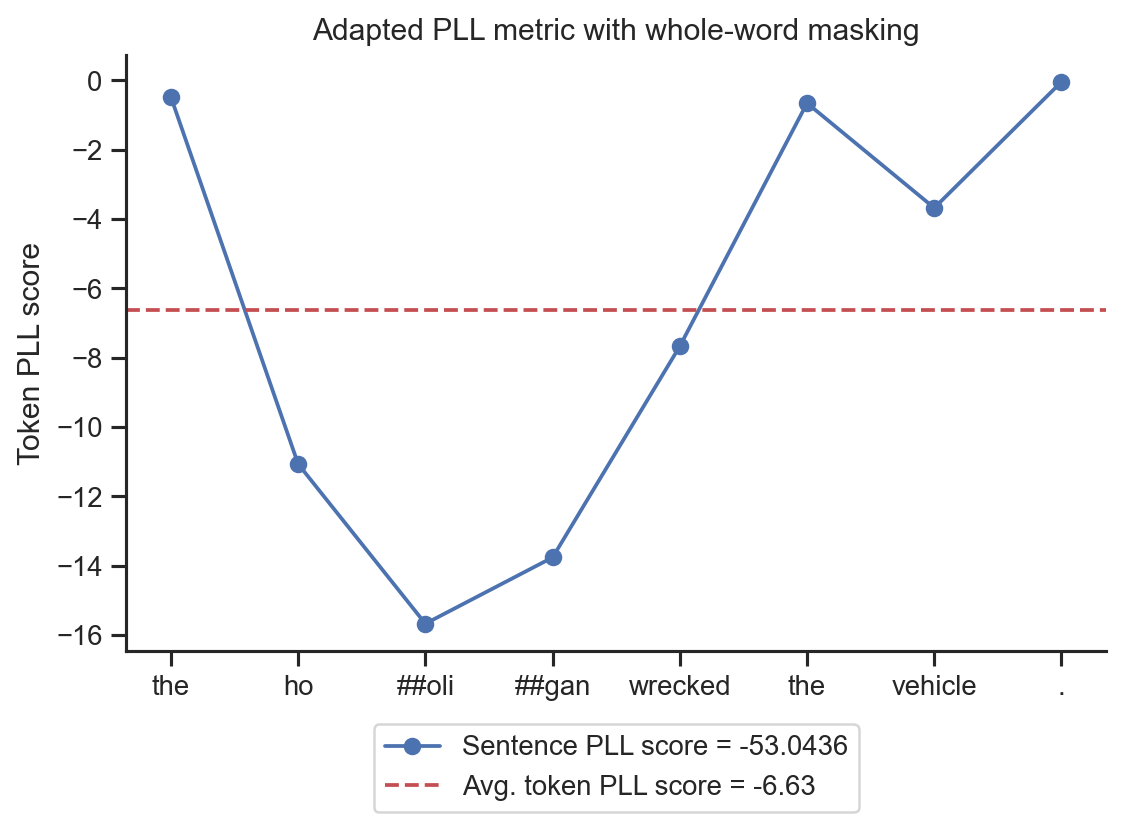 Adapted PLL metric with whole-word masking
Token PLL score
0
−2
−4
−6
−8
−10
−12
−14
−16
the ho ##oli ##gan wrecked the vehicle .
Sentence PLL score = -53.0436
Avg. token PLL score = -6.63